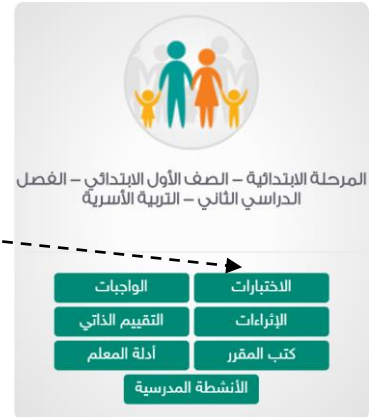 المرحلة الابتدائية – الصف الأول الابتدائي – الفصل
الدراسي الثاني – التربية الأسرية
الاختبارات
الواجبات
الإثراءات
التقييم الذاتي
كتب المقرر
أدلة المعلم
الأنشطة المدرسية